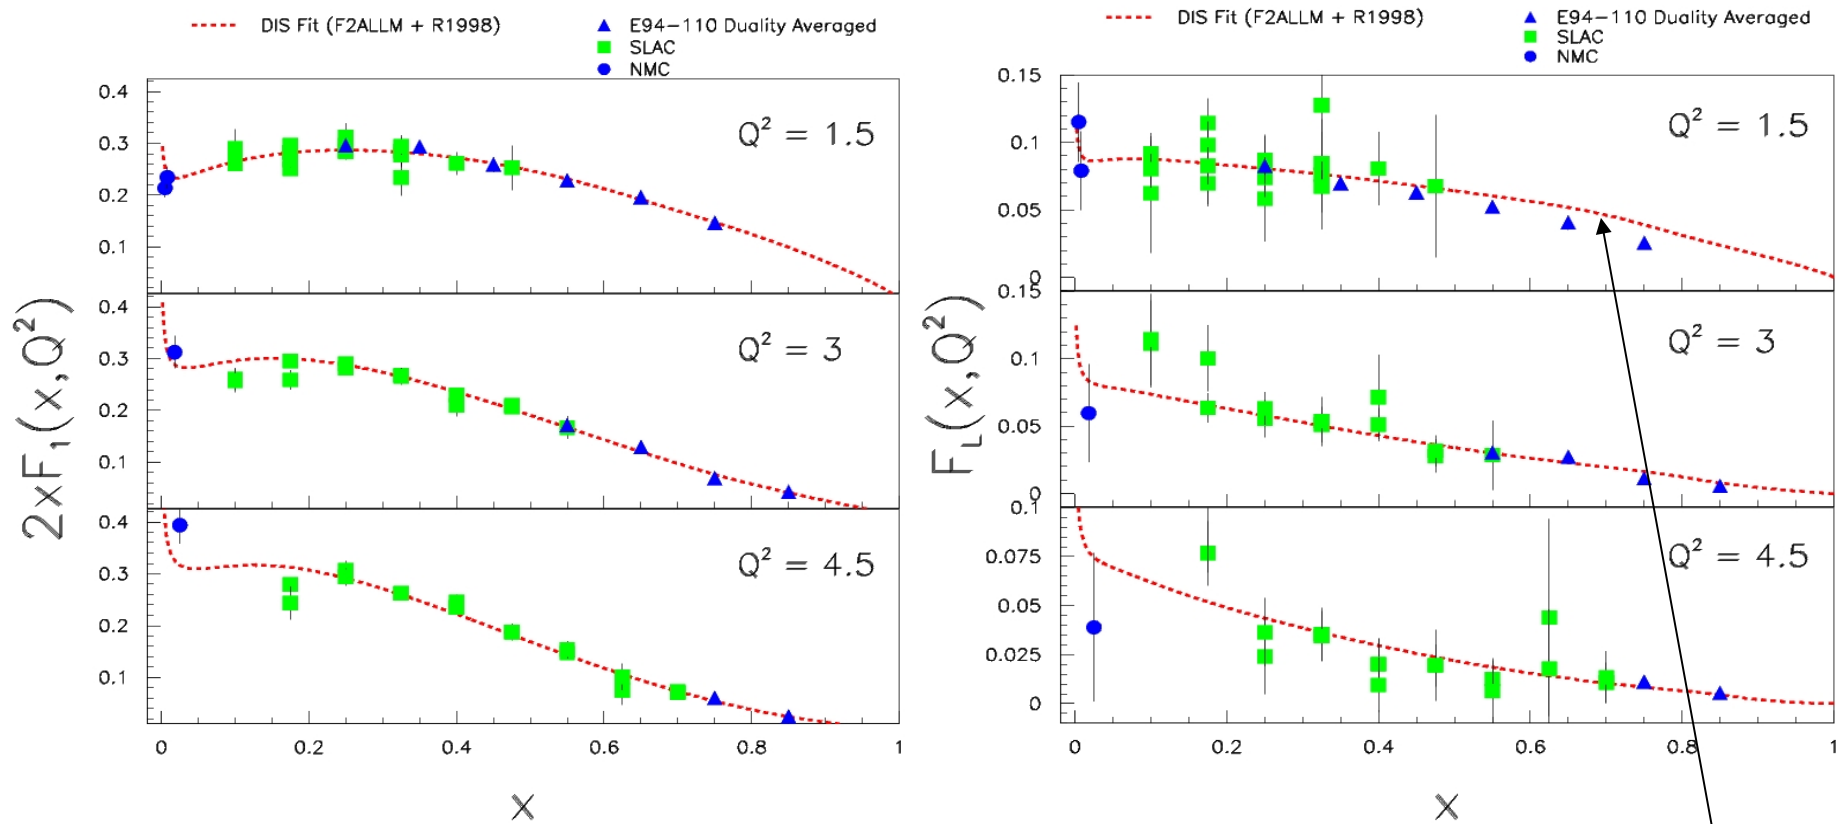 DIS Fit (F2ALLM + R1998)
E94-110 Duality Averaged
SLAC
NMC
2xF₁(x,Q²)
0.4
0.3
0.2
0.1
Q² = 1.5
0.4
0.3
0.2
0.1
Q² = 3
0.4
0.3
0.2
0.1
Q² = 4.5
0 0.2 0.4 0.6 0.8 1
x
DIS Fit (F2ALLM + R1998)
E94-110 Duality Averaged
SLAC
NMC
F_L(x,Q²)
0.15
0.1
0.05
0
Q² = 1.5
0.15
0.1
0.05
0
Q² = 3
0.1
0.075
0.05
0.025
0
Q² = 4.5
0 0.2 0.4 0.6 0.8 1
x